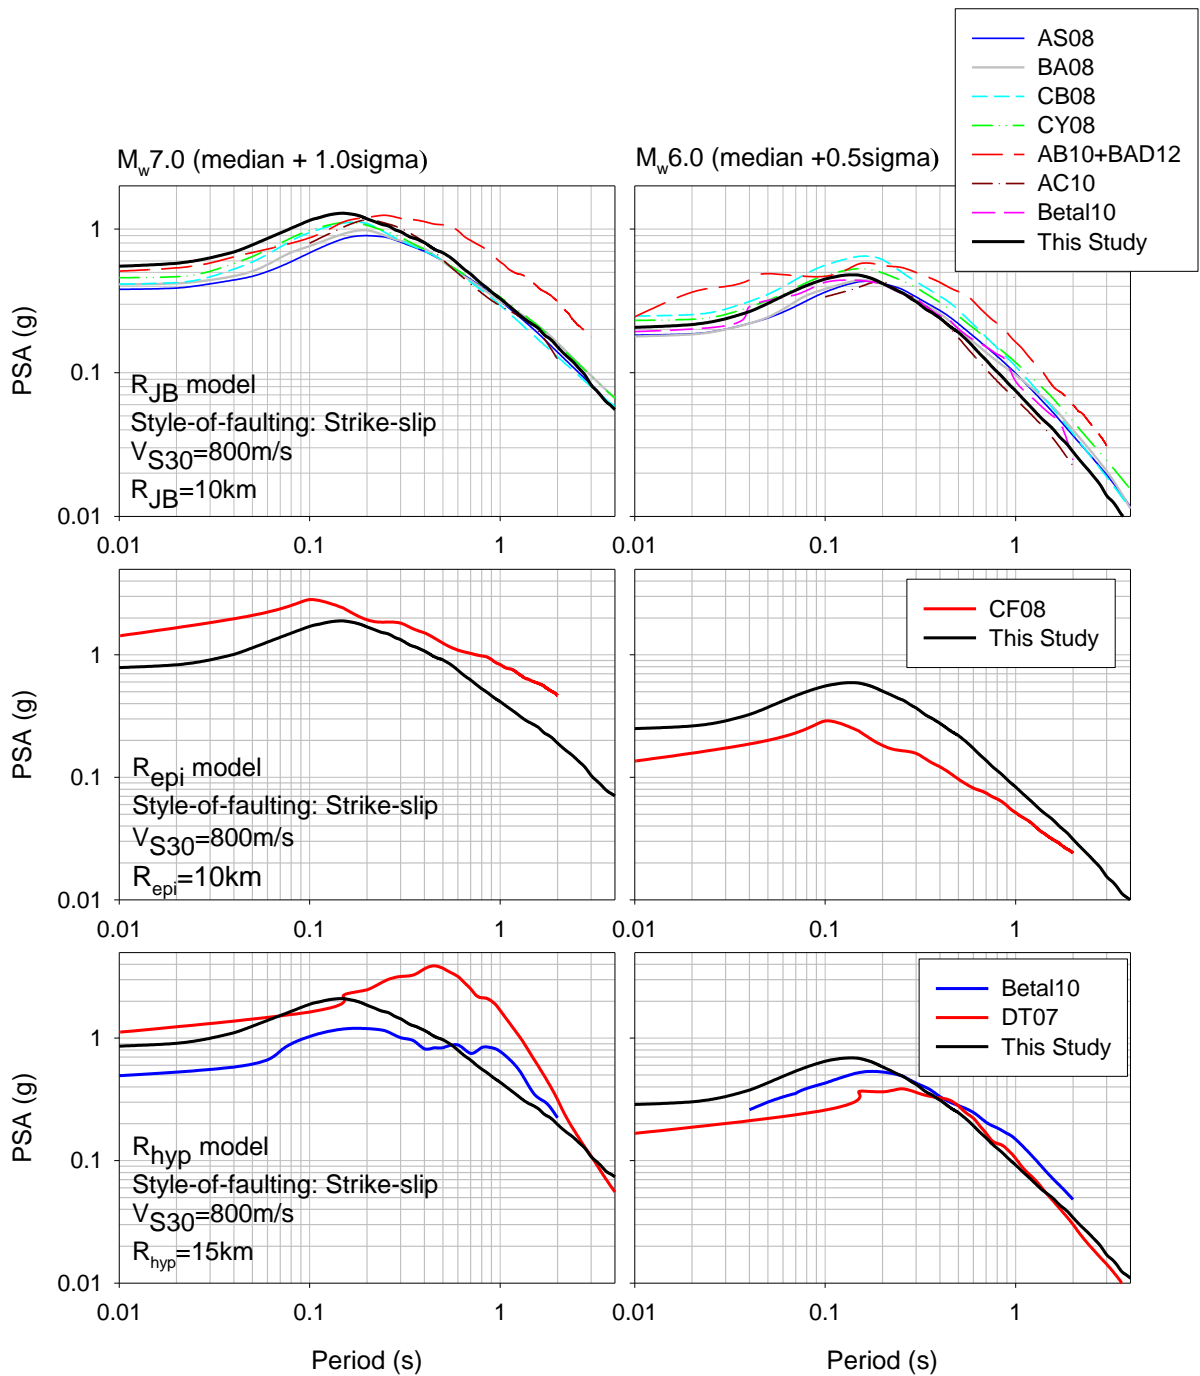 AS08
BA08
CB08
CY08
AB10+BAD12
AC10
Betal10
This Study
Mw7.0 (median + 1.0sigma)
Mw6.0 (median +0.5sigma)
PSA (g)
1
0.1
0.01
RJB model
Style-of-faulting: Strike-slip
VS30=800m/s
RJB=10km
0.01 0.1 1
0.01 0.1 1
CF08
This Study
PSA (g)
1
0.1
0.01
Repi model
Style-of-faulting: Strike-slip
VS30=800m/s
Repi=10km
0.01 0.1 1
0.01 0.1 1
Betal10
DT07
This Study
PSA (g)
1
0.1
0.01
Rhyp model
Style-of-faulting: Strike-slip
VS30=800m/s
Rhyp=15km
0.01 0.1 1
0.01 0.1 1
Period (s)
Period (s)